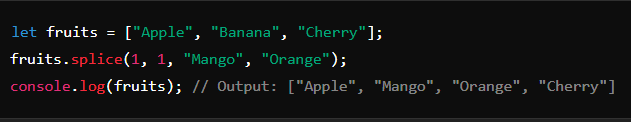 let fruits = ["Apple", "Banana", "Cherry"];
fruits.splice(1, 1, "Mango", "Orange");
console.log(fruits); // Output: ["Apple", "Mango", "Orange", "Cherry"]